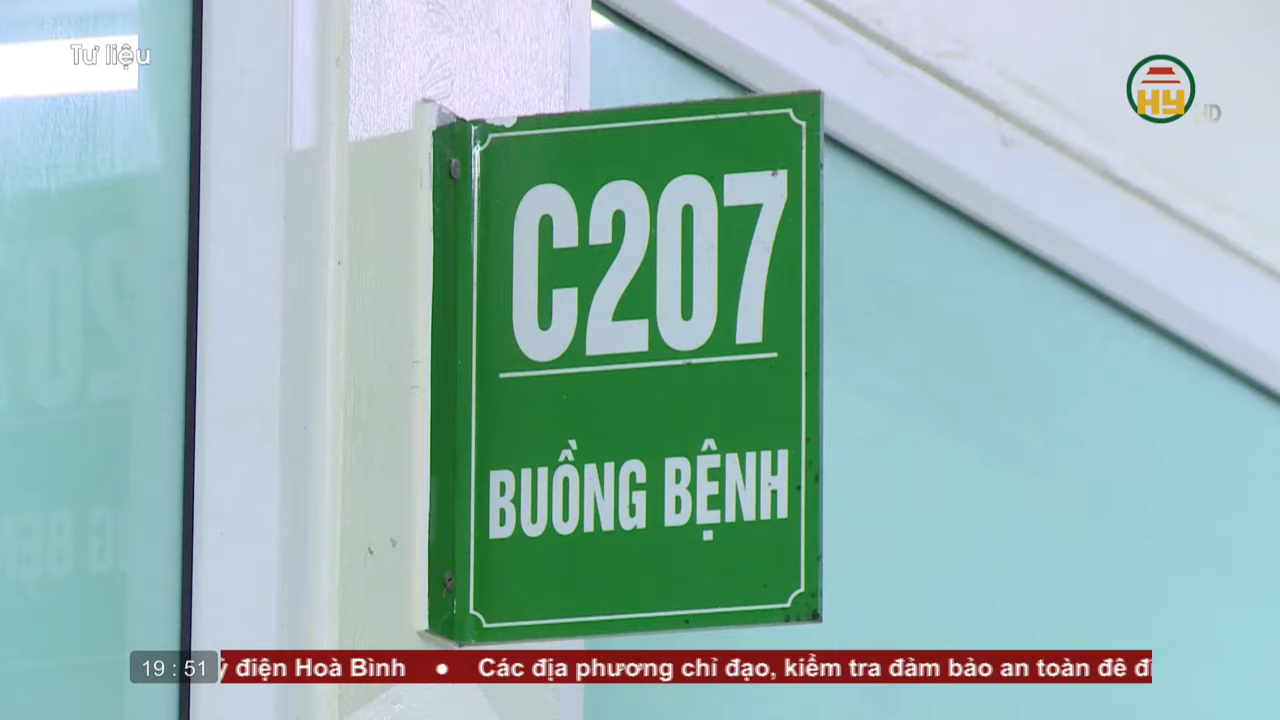 Tư liệu
HY
C207
BUỒNG BỆNH
19 : 51
điện Hoà Bình ● Các địa phương chỉ đạo, kiểm tra đảm bảo an toàn đê